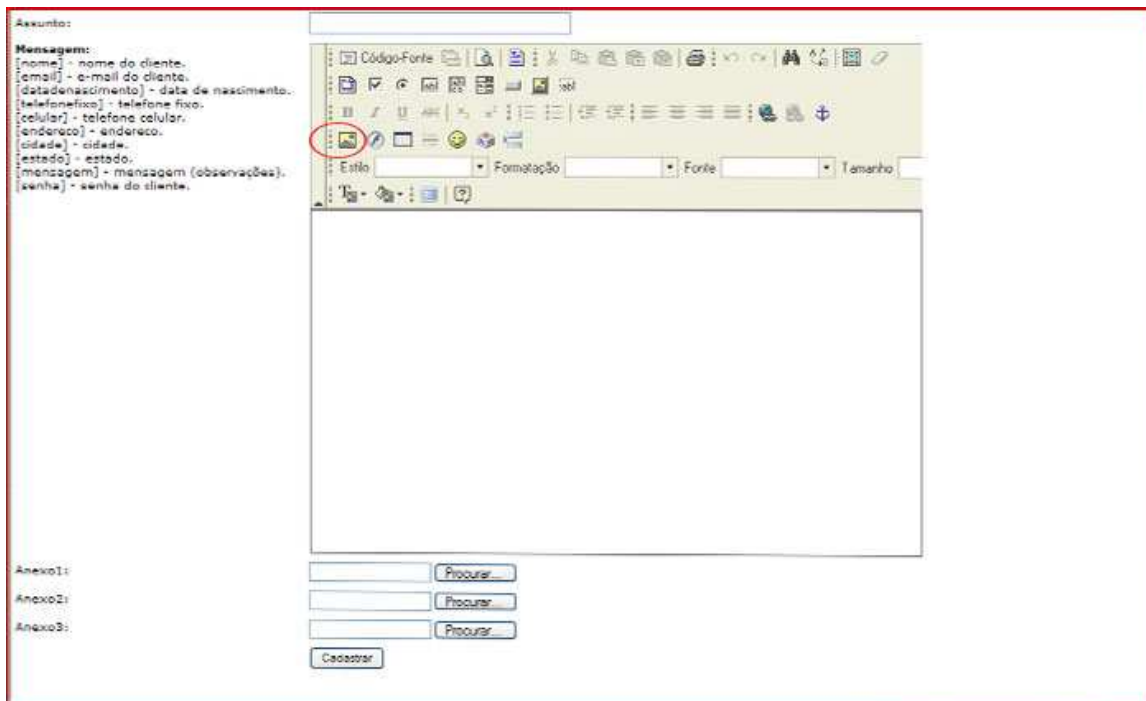 Assunto:
Mensagem:
[nome] - nome do cliente.
[email] - e-mail do cliente.
[datadenascimento] - data de nascimento.
[telefonefixo] - telefone fixo.
[celular] - telefone celular.
[endereco] - endereco.
[cidade] - cidade.
[estado] - estado.
[mensagem] - mensagem (observações).
[senha] - senha do cliente.
Código-Fonte
Estilo Formatação Fonte Tamanho
Anexo1: Procurar...
Anexo2: Procurar...
Anexo3: Procurar...
Cadastrar